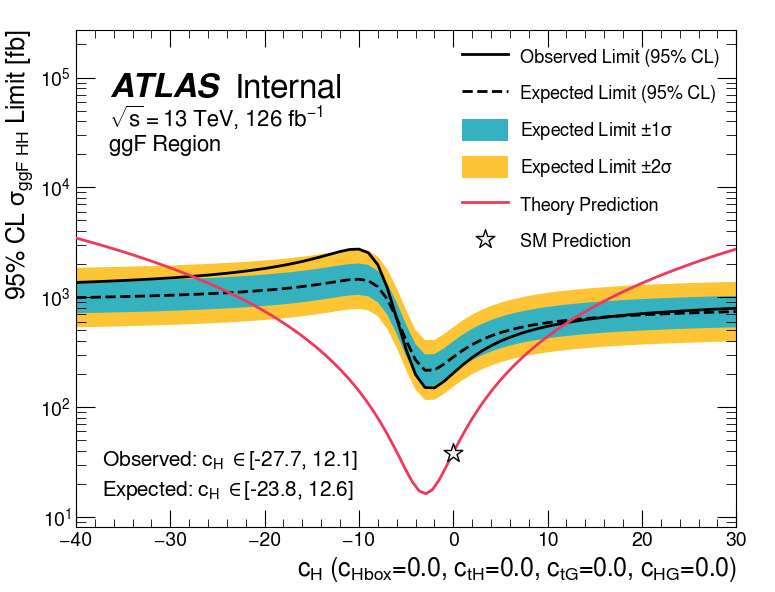 95% CL σggF HH Limit [fb]
10⁵
10⁴
10³
10²
10¹
ATLAS Internal
√s = 13 TeV, 126 fb⁻¹
ggF Region
Observed Limit (95% CL)
Expected Limit (95% CL)
Expected Limit ±1σ
Expected Limit ±2σ
Theory Prediction
SM Prediction
Observed: cH ∈[-27.7, 12.1]
Expected: cH ∈[-23.8, 12.6]
−40 −30 −20 −10 0 10 20 30
cH (cHbox=0.0, ctH=0.0, ctG=0.0, cHG=0.0)